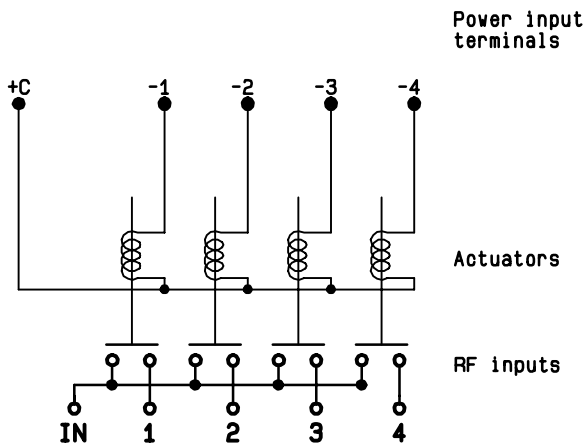 Power input
terminals
+C -1 -2 -3 -4
Actuators
RF inputs
IN 1 2 3 4